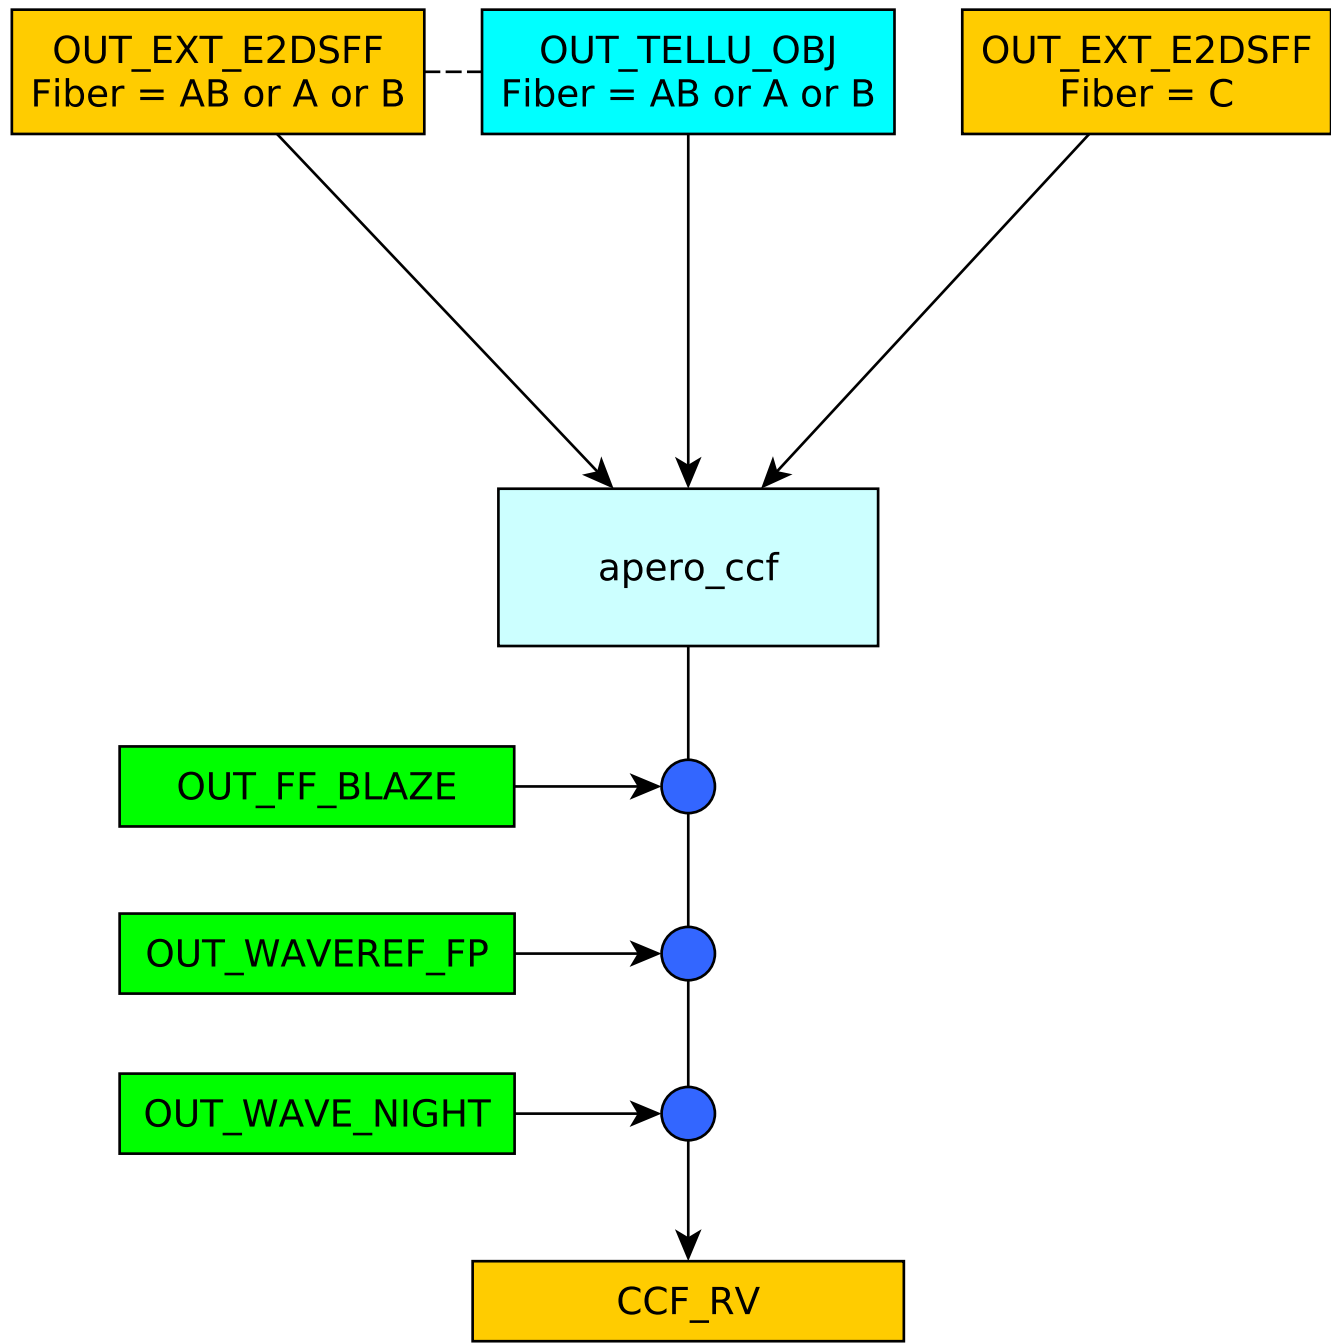 OUT_EXT_E2DSFF
Fiber = AB or A or B
OUT_TELLU_OBJ
Fiber = AB or A or B
OUT_EXT_E2DSFF
Fiber = C
apero_ccf
OUT_FF_BLAZE
OUT_WAVEREF_FP
OUT_WAVE_NIGHT
CCF_RV